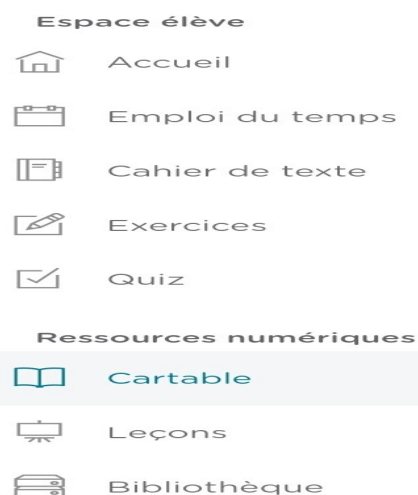 Espace élève
Accueil
Emploi du temps
Cahier de texte
Exercices
Quiz
Ressources numériques
Cartable
Leçons
Bibliothèque